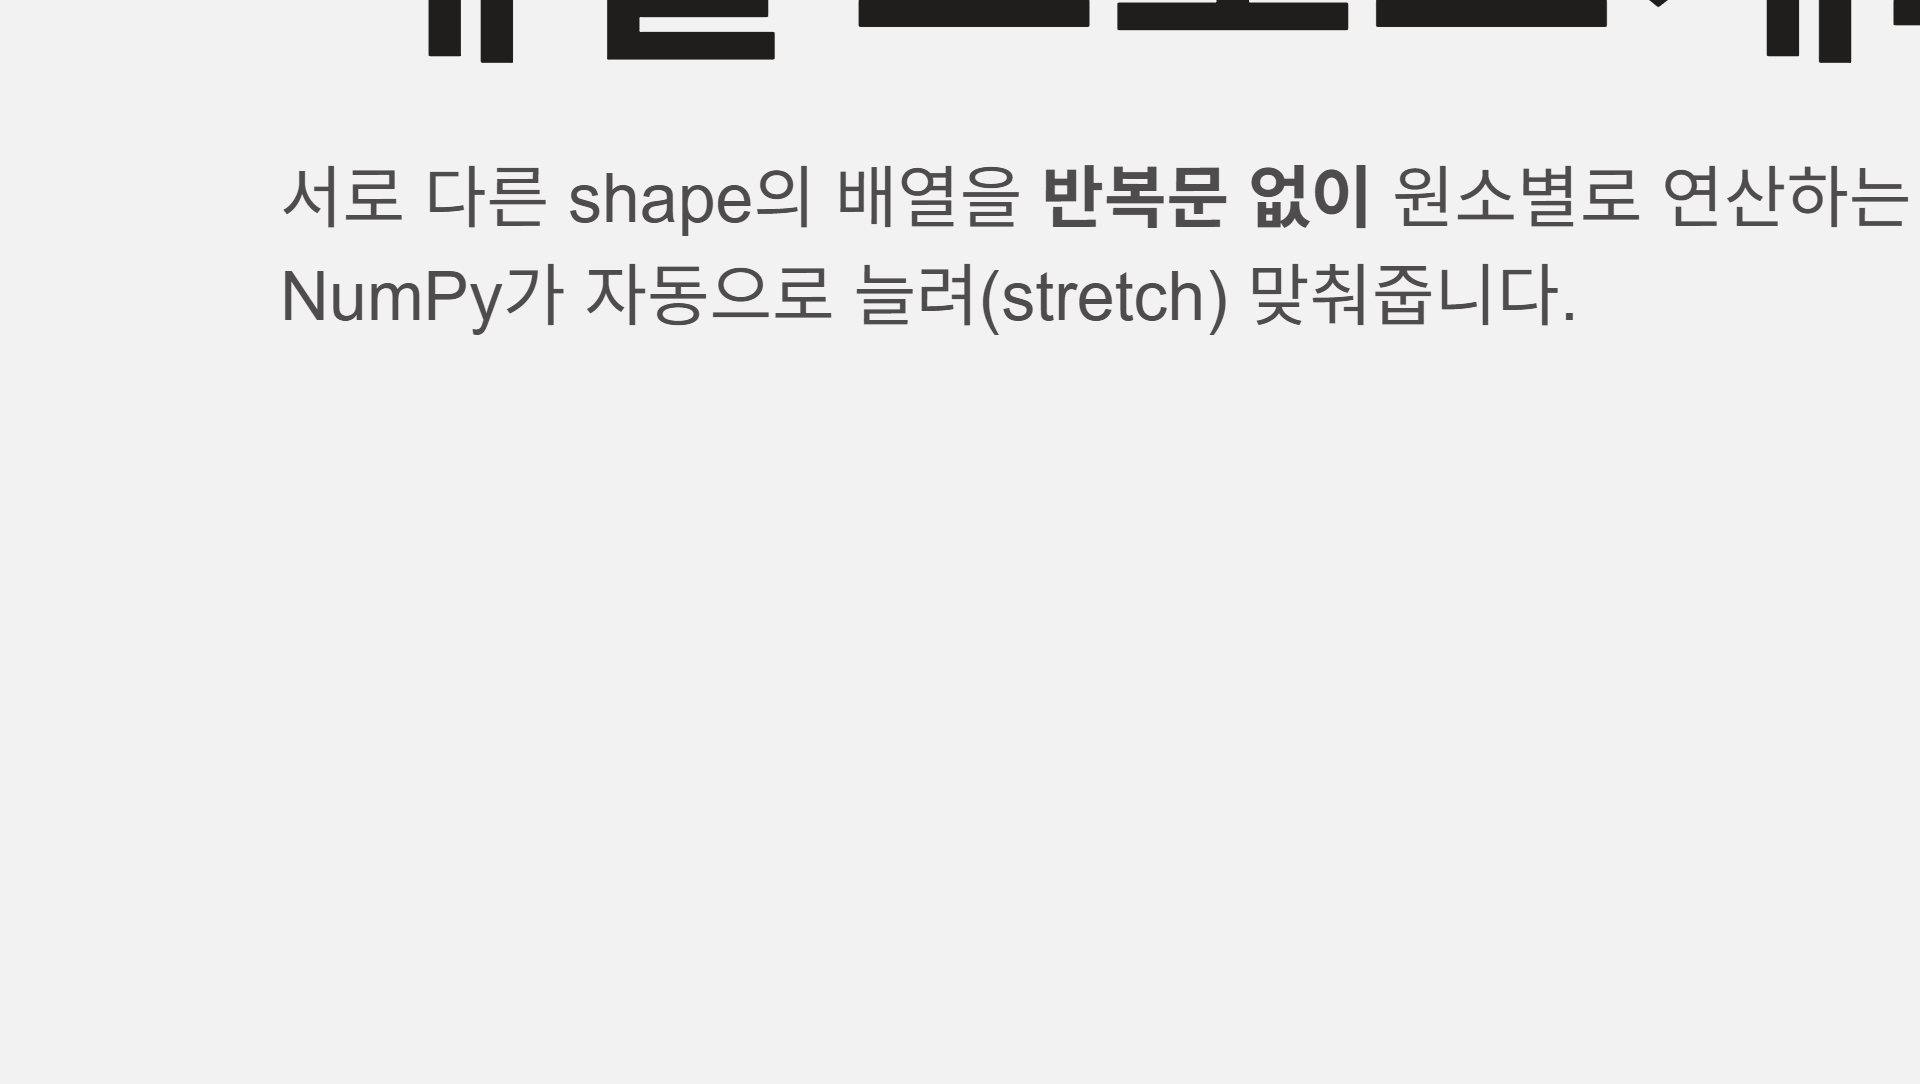 서로 다른 shape의 배열을 반복문 없이 원소별로 연산하는
NumPy가 자동으로 늘려(stretch) 맞춰줍니다.